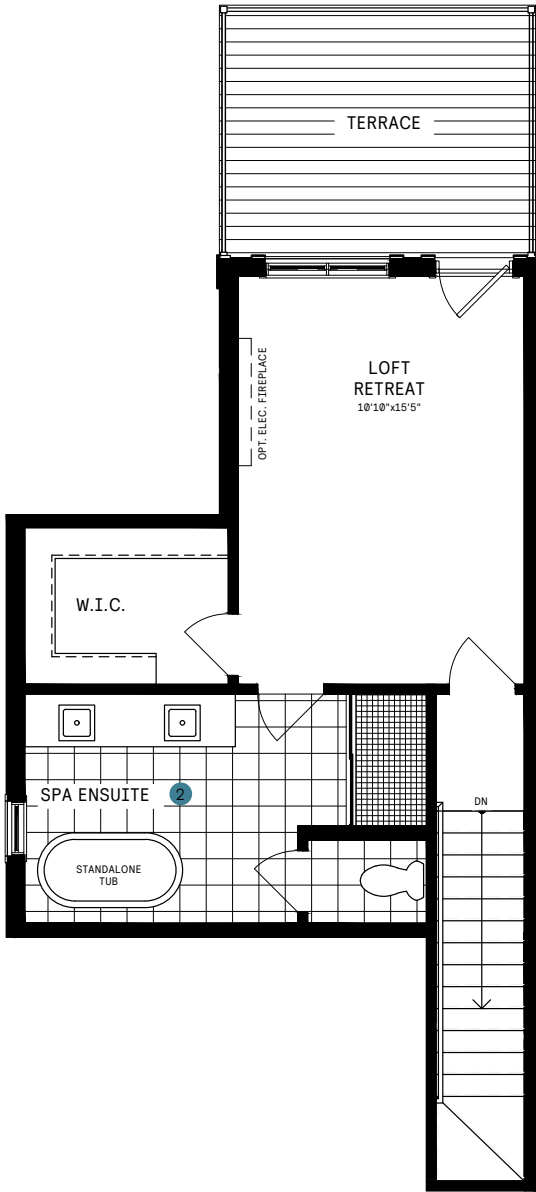 TERRACE
LOFT
RETREAT
10'10"x15'5"
OPT. ELEC. FIREPLACE
W.I.C.
SPA ENSUITE 2
DN
STANDALONE
TUB